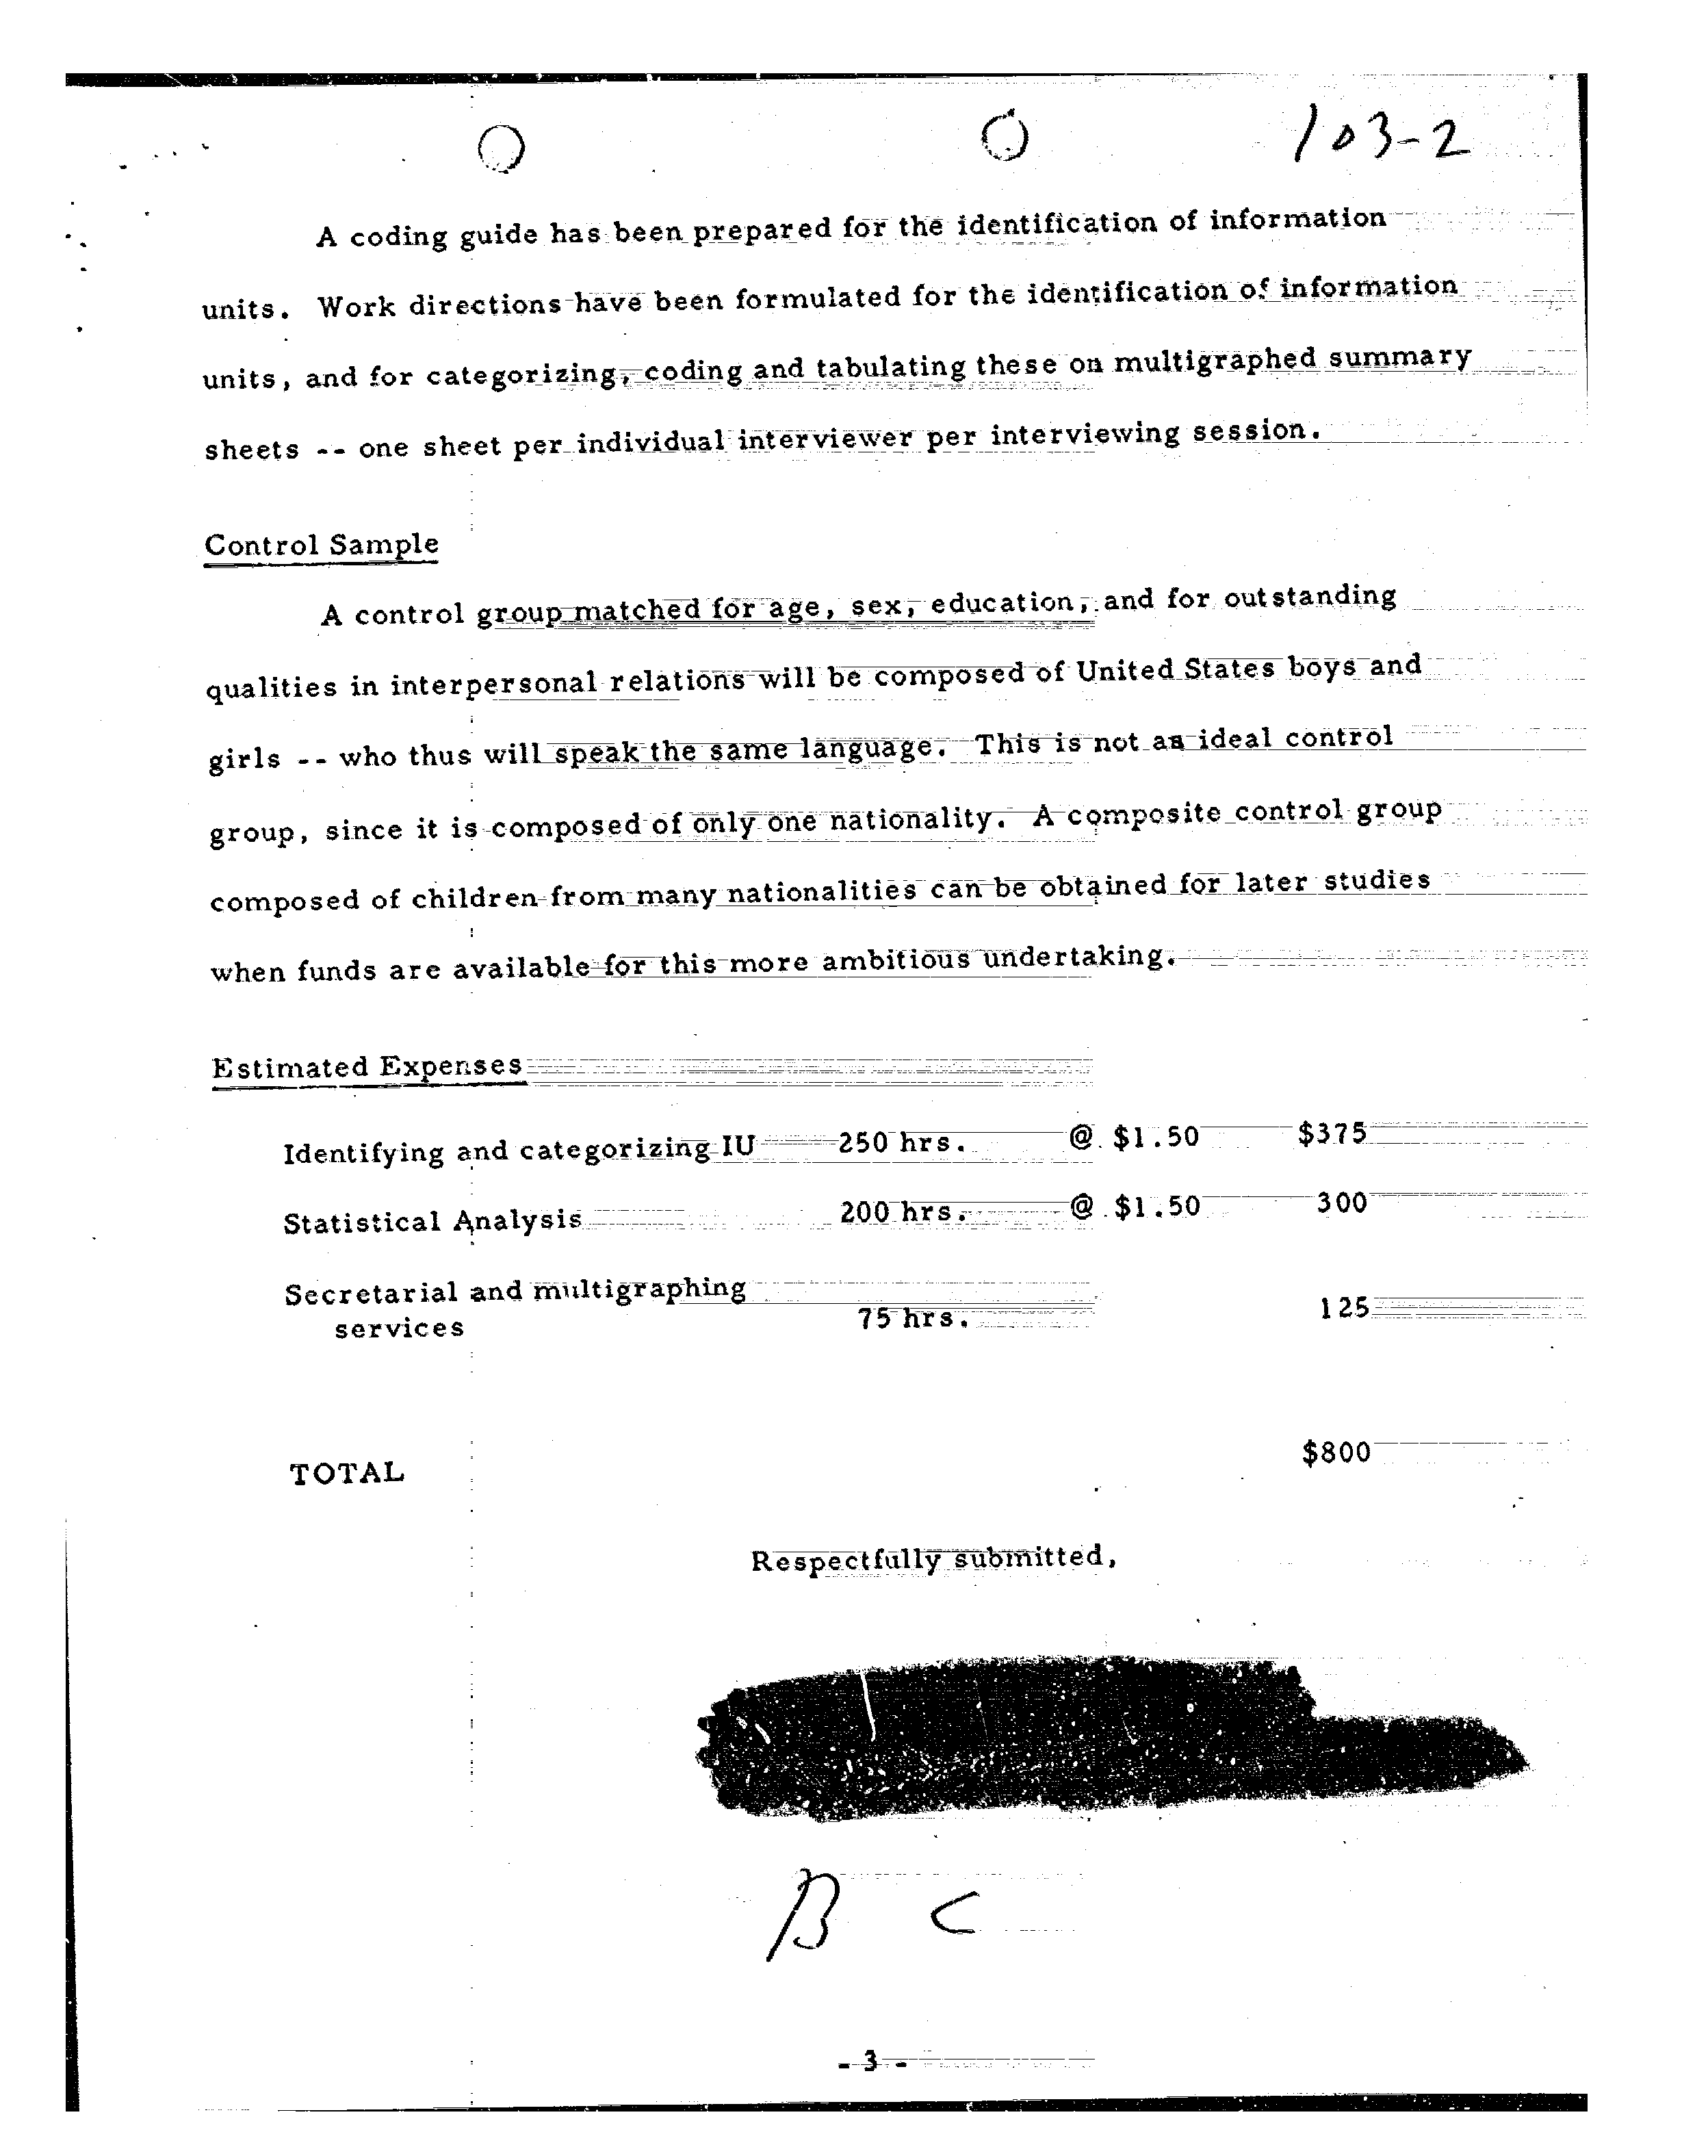 103-2
A coding guide has been prepared for the identification of information
units. Work directions have been formulated for the identification of information
units, and for categorizing, coding and tabulating these on multigraphed summary
sheets -- one sheet per individual interviewer per interviewing session.
Control Sample
A control group matched for age, sex, education, and for outstanding
qualities in interpersonal relations will be composed of United States boys and
girls -- who thus will speak the same language. This is not an ideal control
group, since it is composed of only one nationality. A composite control group
composed of children from many nationalities can be obtained for later studies
when funds are available for this more ambitious undertaking.
Estimated Expenses
Identifying and categorizing IU 250 hrs. @ $1.50 $375
Statistical Analysis 200 hrs. @ $1.50 300
Secretarial and multigraphing
services 75 hrs. 125
TOTAL $800
Respectfully submitted,
B C
- 3 -